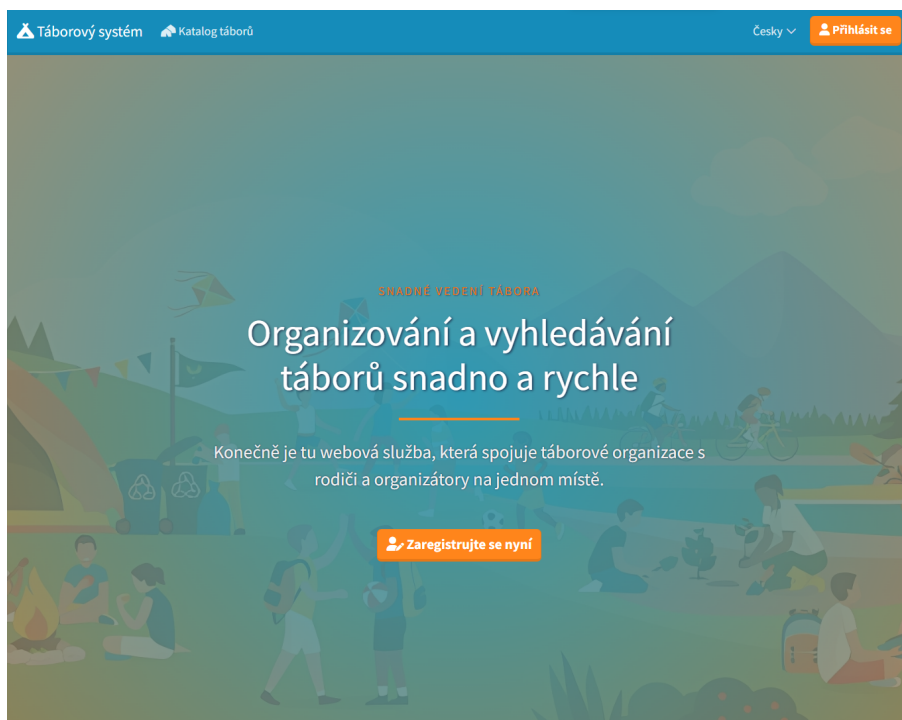 Táborový systém Katalog táborů Česky Přihlásit se
SNADNÉ VEDENÍ TÁBORA
Organizování a vyhledávání
táborů snadno a rychle
Konečně je tu webová služba, která spojuje táborové organizace s
rodiči a organizátory na jednom místě.
Zaregistrujte se nyní